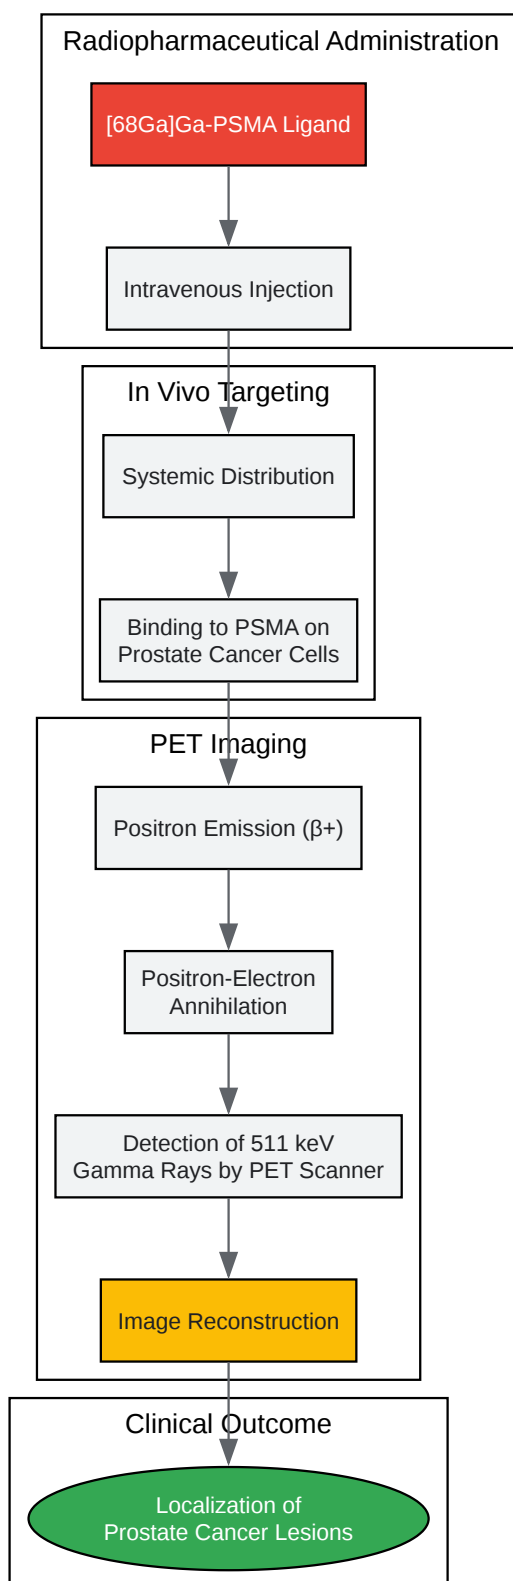 Radiopharmaceutical Administration
[68Ga]Ga-PSMA Ligand
Intravenous Injection
In Vivo Targeting
Systemic Distribution
Binding to PSMA on
Prostate Cancer Cells
PET Imaging
Positron Emission (β+)
Positron-Electron
Annihilation
Detection of 511 keV
Gamma Rays by PET Scanner
Image Reconstruction
Clinical Outcome
Localization of
Prostate Cancer Lesions